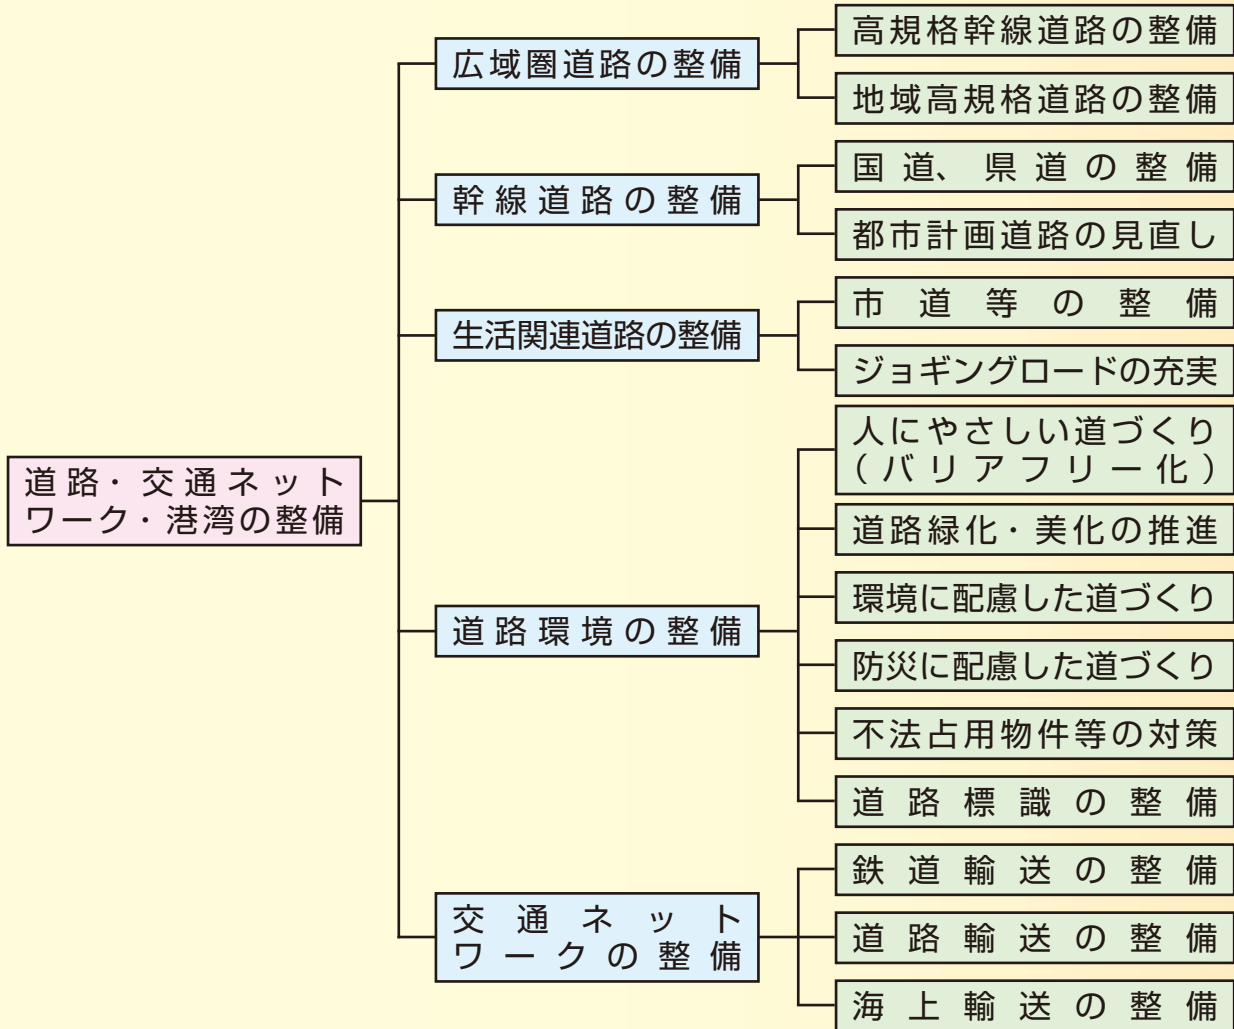 道路・交通ネット
ワーク・港湾の整備
広域圏道路の整備
高規格幹線道路の整備
地域高規格道路の整備
幹線道路の整備
国道、県道の整備
都市計画道路の見直し
生活関連道路の整備
市道等の整備
ジョギングロードの充実
道路環境の整備
人にやさしい道づくり
(バリアフリー化)
道路緑化・美化の推進
環境に配慮した道づくり
防災に配慮した道づくり
不法占用物件等の対策
道路標識の整備
交通ネット
ワークの整備
鉄道輸送の整備
道路輸送の整備
海上輸送の整備